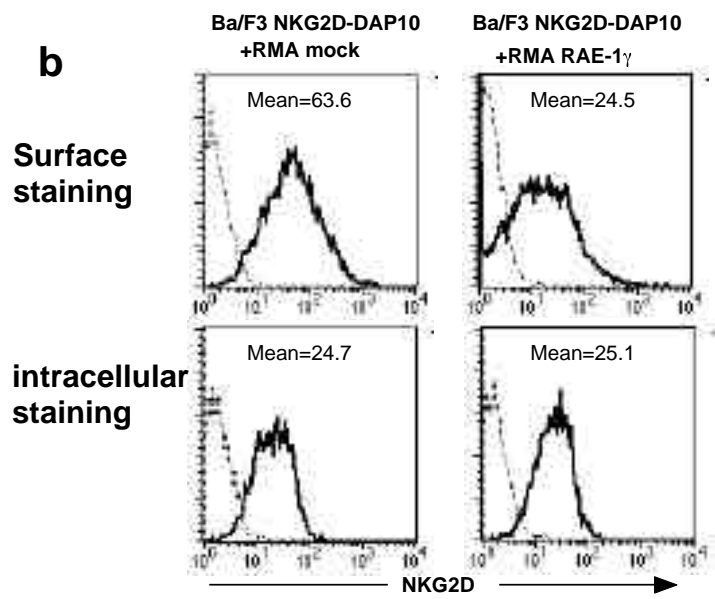 b
Ba/F3 NKG2D-DAP10
+RMA mock
Ba/F3 NKG2D-DAP10
+RMA RAE-1γ
Surface
staining
Mean=63.6
Mean=24.5
10⁰ 10¹ 10² 10³ 10⁴
10⁰ 10¹ 10² 10³ 10⁴
intracellular
staining
Mean=24.7
Mean=25.1
10⁰ 10¹ 10² 10³ 10⁴
10⁰ 10¹ 10² 10³ 10⁴
NKG2D